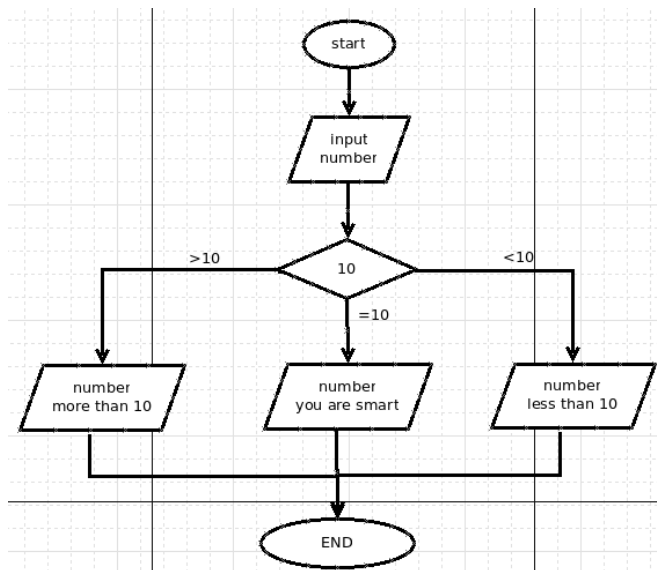 start
input
number
10
>10
<10
=10
number
more than 10
number
you are smart
number
less than 10
END